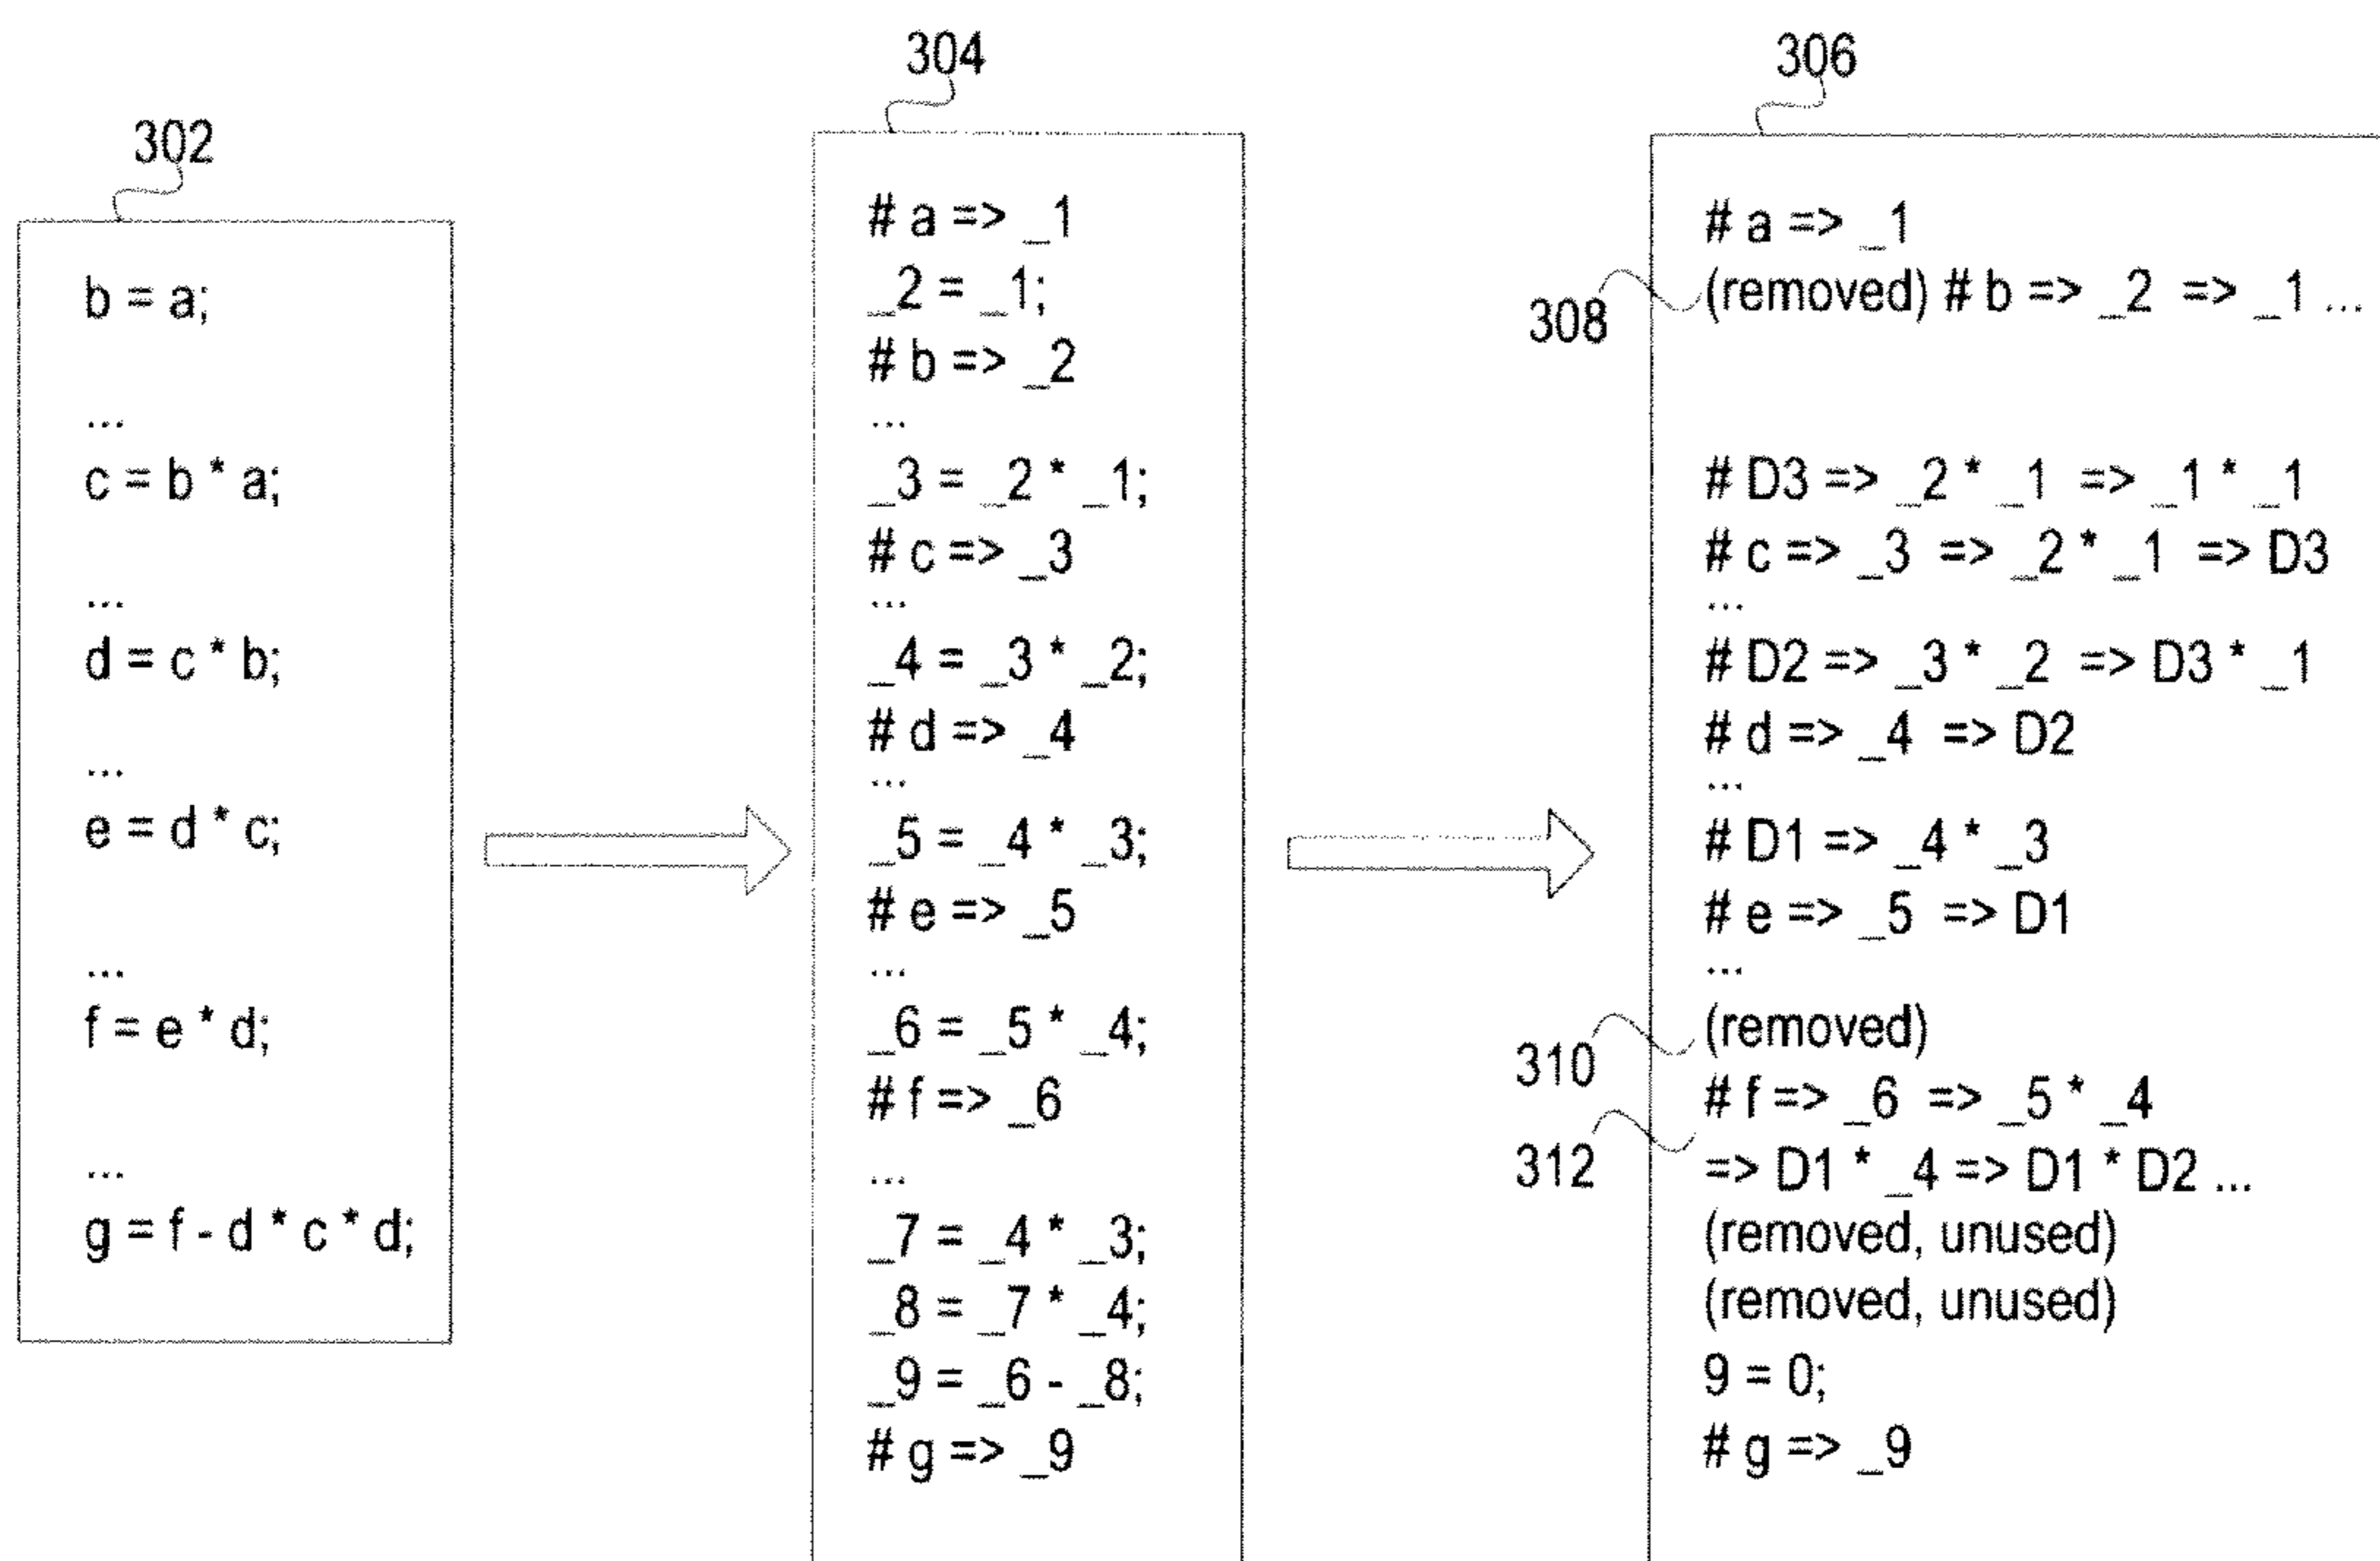 302
b = a;
...
c = b * a;
...
d = c * b;
...
e = d * c;
...
f = e * d;
...
g = f - d * c * d;
304
# a => _1
_2 = _1;
# b => _2
...
_3 = _2 * _1;
# c => _3
...
_4 = _3 * _2;
# d => _4
...
_5 = _4 * _3;
# e => _5
...
_6 = _5 * _4;
# f => _6
...
_7 = _4 * _3;
_8 = _7 * _4;
_9 = _6 - _8;
# g => _9
306
# a => _1
308
(removed) # b => _2 => _1 ...
# D3 => _2 * _1 => _1 * _1
# c => _3 => _2 * _1 => D3
...
# D2 => _3 * _2 => D3 * _1
# d => _4 => D2
...
# D1 => _4 * _3
# e => _5 => D1
...
310
(removed)
# f => _6 => _5 * _4
312
=> D1 * _4 => D1 * D2 ...
(removed, unused)
(removed, unused)
9 = 0;
# g => _9